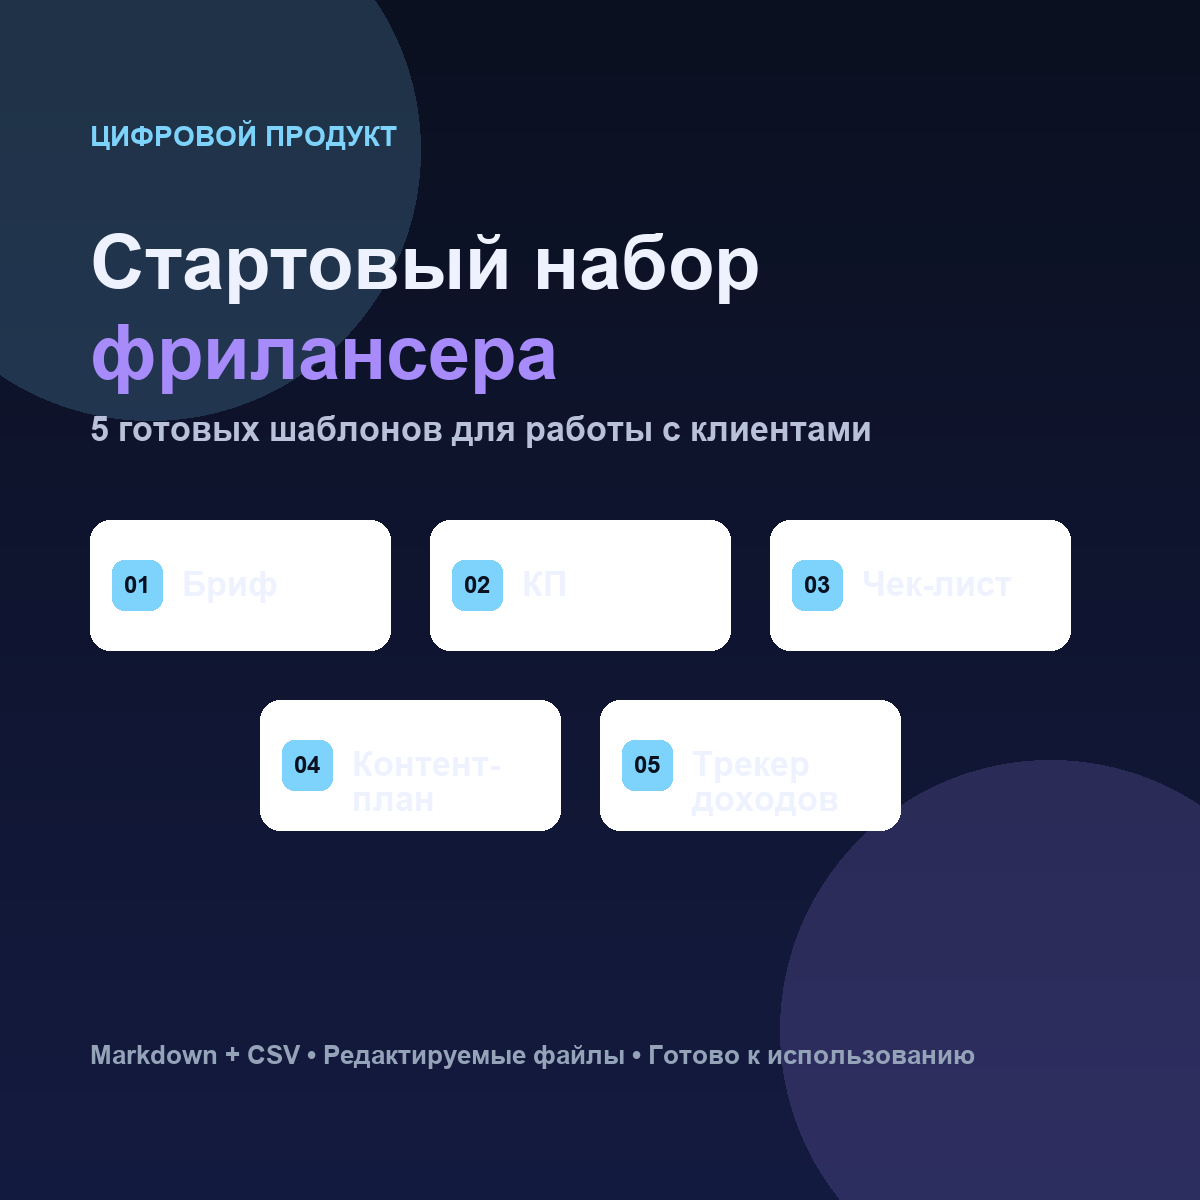 ЦИФРОВОЙ ПРОДУКТ
Стартовый набор
фрилансера
5 готовых шаблонов для работы с клиентами
01 Бриф
02 КП
03 Чек-лист
04 Контент-
план
05 Трекер
доходов
Markdown + CSV • Редактируемые файлы • Готово к использованию